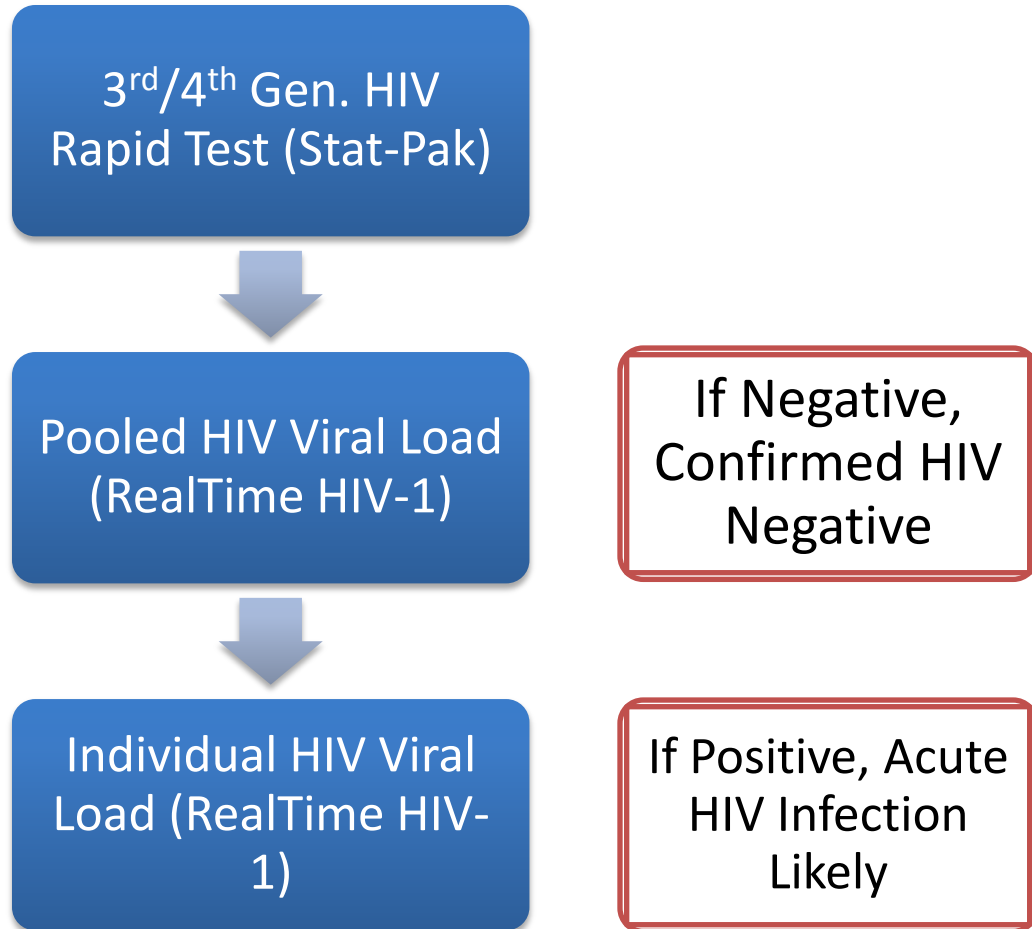 3rd/4th Gen. HIV
Rapid Test (Stat-Pak)
Pooled HIV Viral Load
(RealTime HIV-1)
If Negative,
Confirmed HIV
Negative
Individual HIV Viral
Load (RealTime HIV-
1)
If Positive, Acute
HIV Infection
Likely